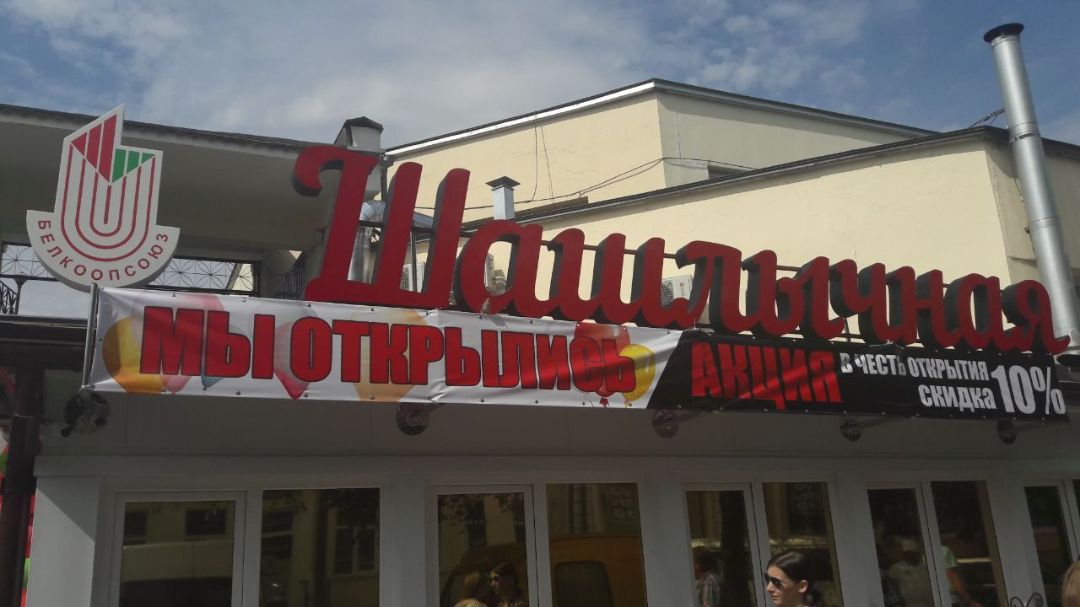 БЕЛКООПСОЮЗ
Шашлычная
МЫ ОТКРЫЛИСЬ
АКЦИЯ
В ЧЕСТЬ ОТКРЫТИЯ
СКИДКА 10%